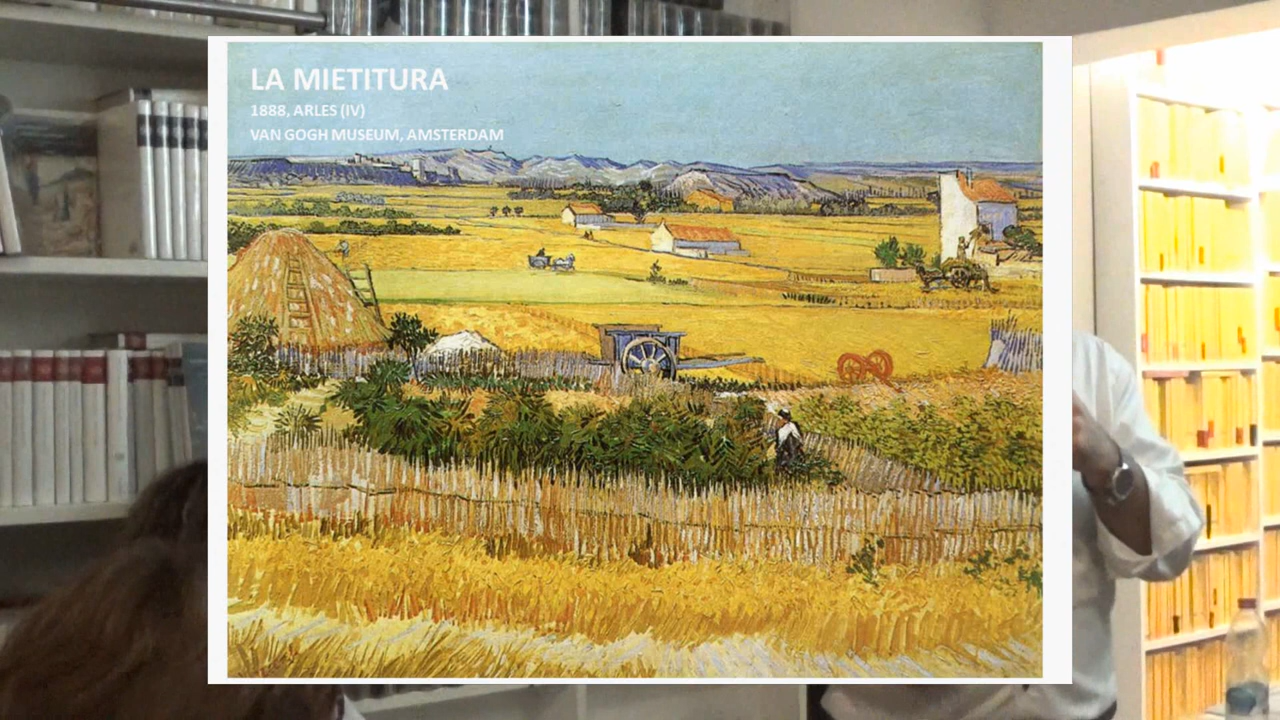 LA MIETITURA
1888, ARLES (IV)
VAN GOGH MUSEUM, AMSTERDAM